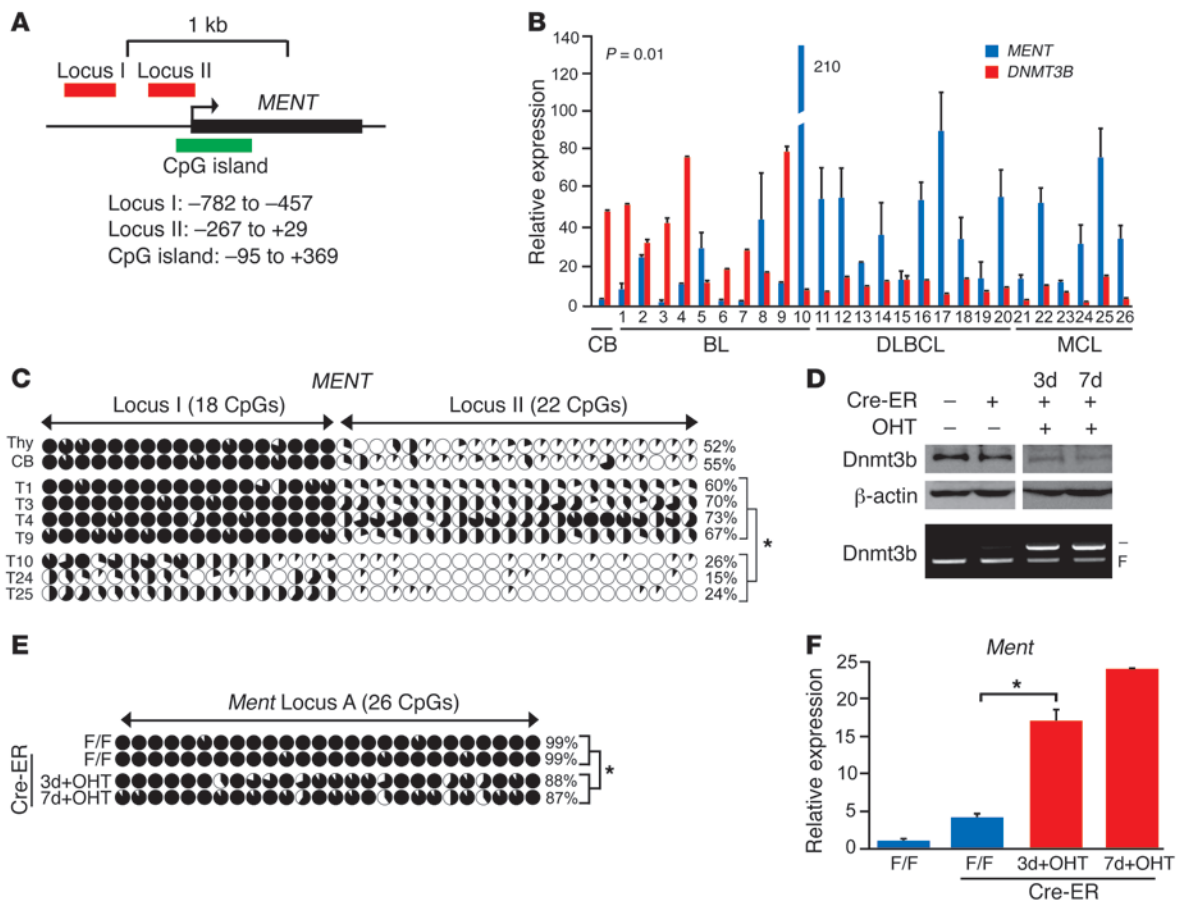 A
1 kb
Locus I
Locus II
MENT
CpG island
Locus I: –782 to –457
Locus II: –267 to +29
CpG island: –95 to +369
B
140
120
100
80
60
40
20
0
Relative expression
P = 0.01
210
MENT
DNMT3B
1 2 3 4 5 6 7 8 9 10 11 12 13 14 15 16 17 18 19 20 21 22 23 24 25 26
CB BL DLBCL MCL
C
MENT
Locus I (18 CpGs)
Locus II (22 CpGs)
Thy 52%
CB 55%
T1 60%
T3 70%
T4 73%
T9 67%
*
T10 26%
T24 15%
T25 24%
D
3d 7d
Cre-ER – + + +
OHT – – + +
Dnmt3b
β-actin
Dnmt3b
–
F
E
Ment Locus A (26 CpGs)
F/F 99%
F/F 99%
*
3d+OHT 88%
7d+OHT 87%
Cre-ER
F
Ment
25
20
15
10
5
0
Relative expression
*
F/F F/F 3d+OHT 7d+OHT
Cre-ER